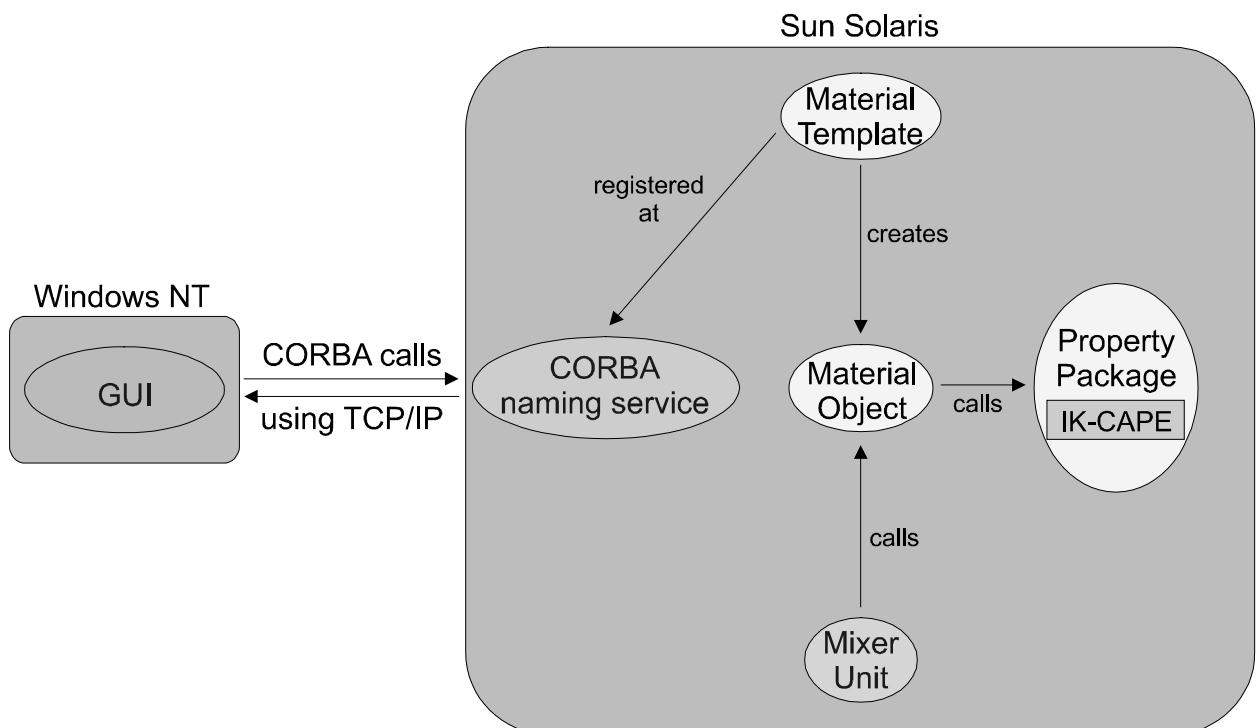 Sun Solaris
Material
Template
registered
at
creates
Windows NT
GUI
CORBA calls
using TCP/IP
CORBA
naming service
Material
Object
calls
Property
Package
IK-CAPE
calls
Mixer
Unit